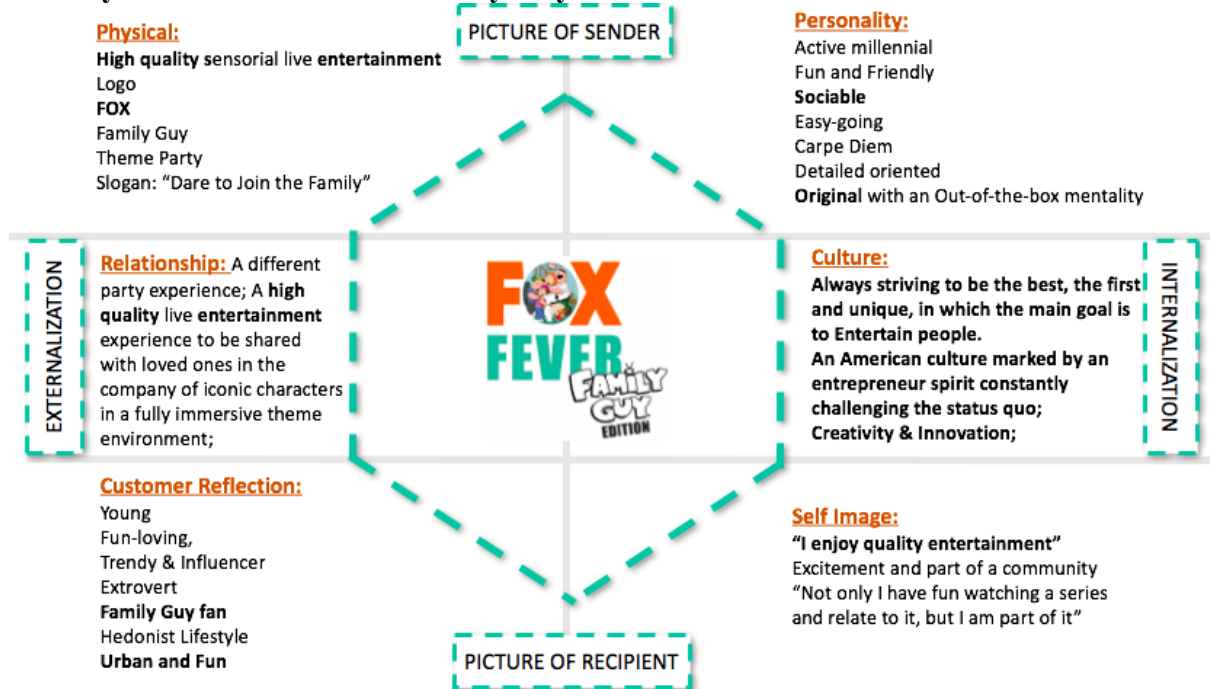 PICTURE OF SENDER
Physical:
High quality sensorial live entertainment
Logo
FOX
Family Guy
Theme Party
Slogan: “Dare to Join the Family”
Personality:
Active millennial
Fun and Friendly
Sociable
Easy-going
Carpe Diem
Detailed oriented
Original with an Out-of-the-box mentality
EXTERNALIZATION
Relationship: A different
party experience; A high
quality live entertainment
experience to be shared
with loved ones in the
company of iconic characters
in a fully immersive theme
environment;
FOX
FEVER
FAMILY
GUY
EDITION
Culture:
Always striving to be the best, the first
and unique, in which the main goal is
to Entertain people.
An American culture marked by an
entrepreneur spirit constantly
challenging the status quo;
Creativity & Innovation;
INTERNALIZATION
Customer Reflection:
Young
Fun-loving,
Trendy & Influencer
Extrovert
Family Guy fan
Hedonist Lifestyle
Urban and Fun
Self Image:
“I enjoy quality entertainment”
Excitement and part of a community
“Not only I have fun watching a series
and relate to it, but I am part of it”
PICTURE OF RECIPIENT